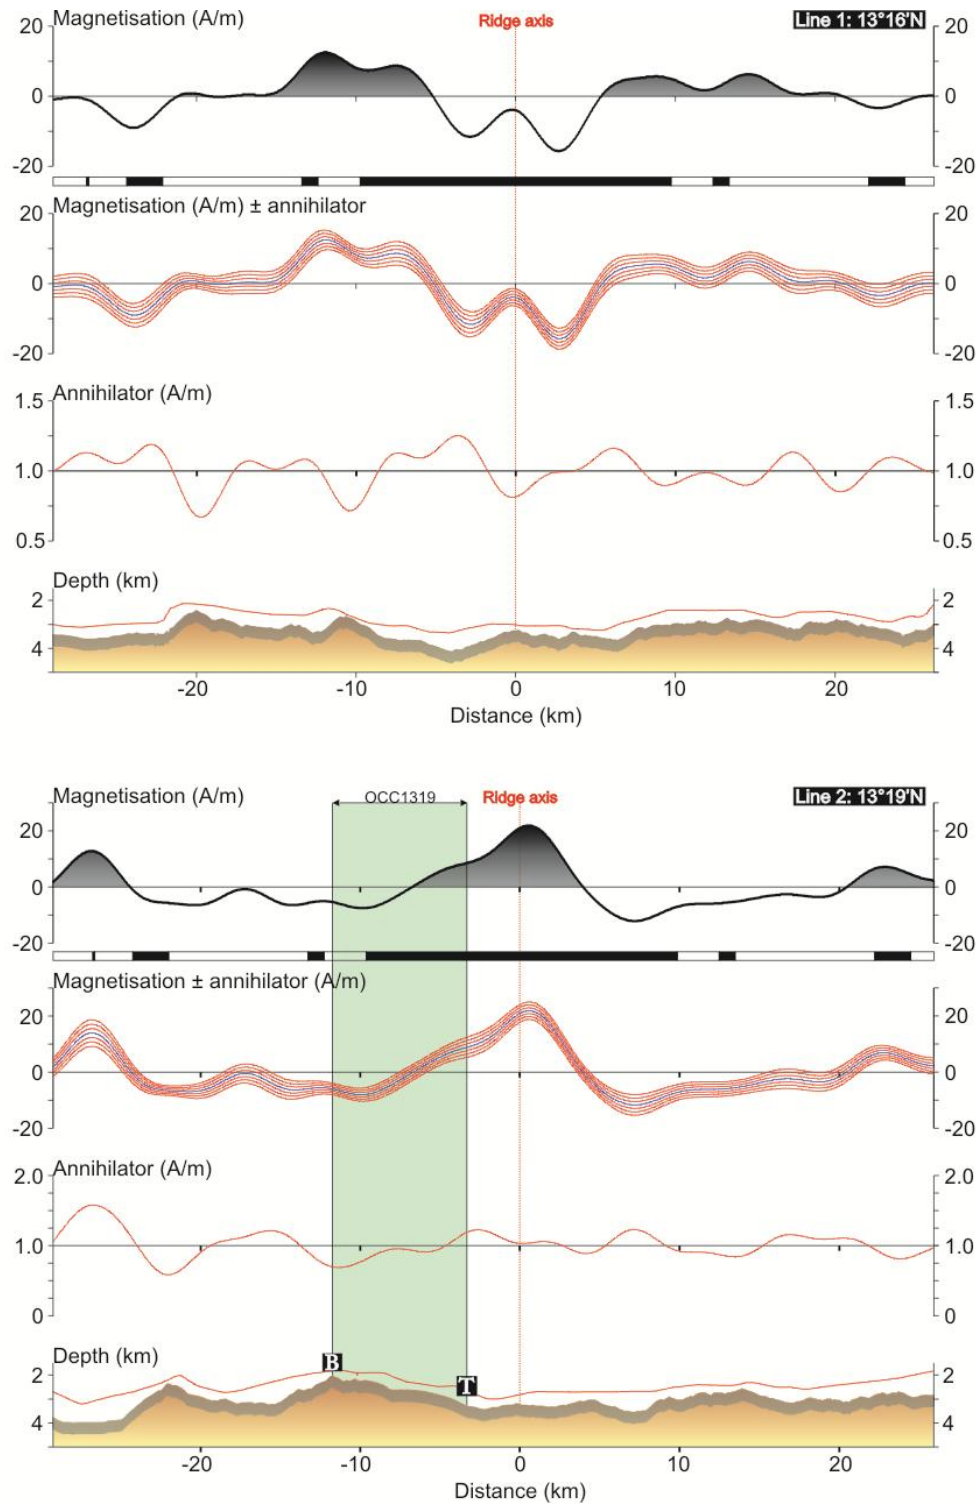 Magnetisation (A/m)
Ridge axis
Line 1: 13°16'N
20 20
0 0
-20 -20
Magnetisation (A/m) ± annihilator
20 20
0 0
-20 -20
Annihilator (A/m)
1.5 1.5
1.0 1.0
0.5 0.5
Depth (km)
2 2
4 4
-20 -10 0 10 20
Distance (km)
Magnetisation (A/m)
OCC1319
Ridge axis
Line 2: 13°19'N
20 20
0 0
-20 -20
Magnetisation ± annihilator (A/m)
20 20
0 0
-20 -20
Annihilator (A/m)
2.0 2.0
1.0 1.0
0 0
Depth (km)
B
T
2 2
4 4
-20 -10 0 10 20
Distance (km)